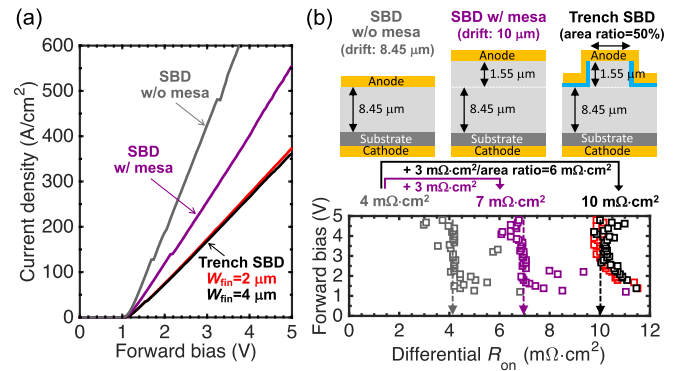 (a)
600
500
400
300
200
100
0
0 1 2 3 4 5
Current density (A/cm²)
Forward bias (V)
SBD
w/o mesa
SBD
w/ mesa
Trench SBD
W_fin=2 μm
W_fin=4 μm
(b)
SBD
w/o mesa
(drift: 8.45 μm)
Anode
8.45 μm
Substrate
Cathode
SBD w/ mesa
(drift: 10 μm)
Anode
1.55 μm
8.45 μm
Substrate
Cathode
Trench SBD
(area ratio=50%)
Anode
1.55 μm
8.45 μm
Substrate
Cathode
+ 3 mΩ·cm²/area ratio=6 mΩ·cm²
+ 3 mΩ·cm²
4 mΩ·cm² 7 mΩ·cm² 10 mΩ·cm²
5
4
3
2
1
0
0 2 4 6 8 10 12
Forward bias (V)
Differential R_on (mΩ·cm²)